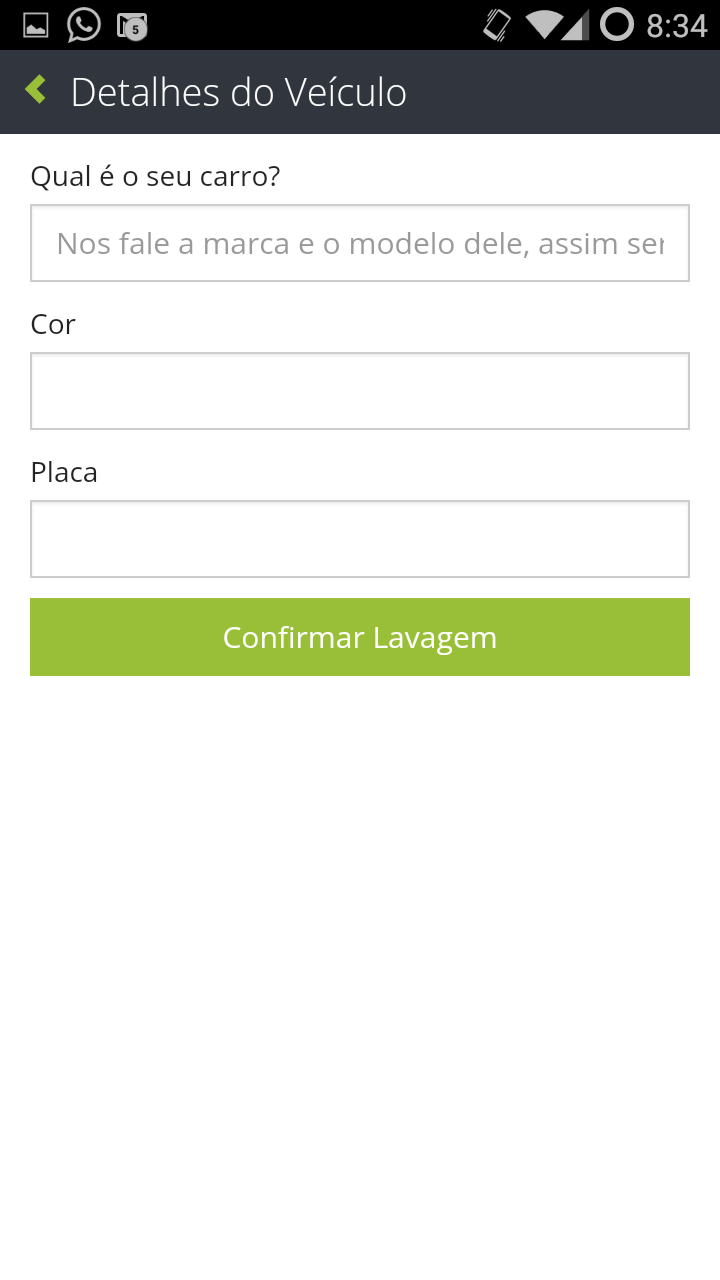 5
8:34
Detalhes do Veículo
Qual é o seu carro?
Nos fale a marca e o modelo dele, assim
Cor
Placa
Confirmar Lavagem